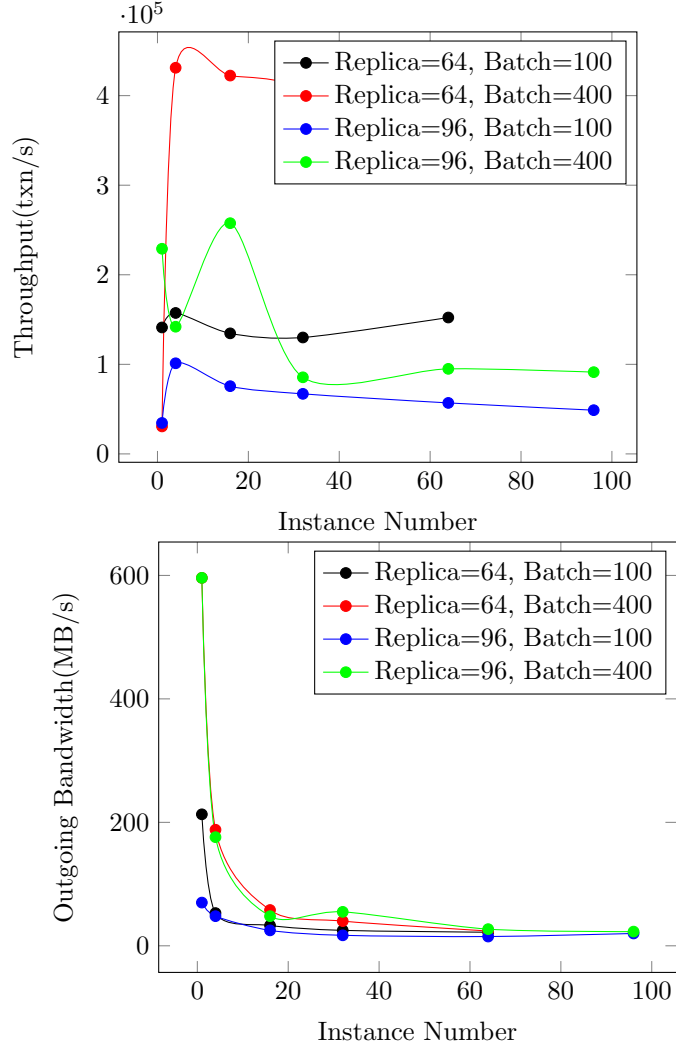 ·10^5
Replica=64, Batch=100
Replica=64, Batch=400
Replica=96, Batch=100
Replica=96, Batch=400
4
3
2
1
0
Throughput(txn/s)
0 20 40 60 80 100
Instance Number
Replica=64, Batch=100
Replica=64, Batch=400
Replica=96, Batch=100
Replica=96, Batch=400
600
400
200
0
Outgoing Bandwidth(MB/s)
0 20 40 60 80 100
Instance Number